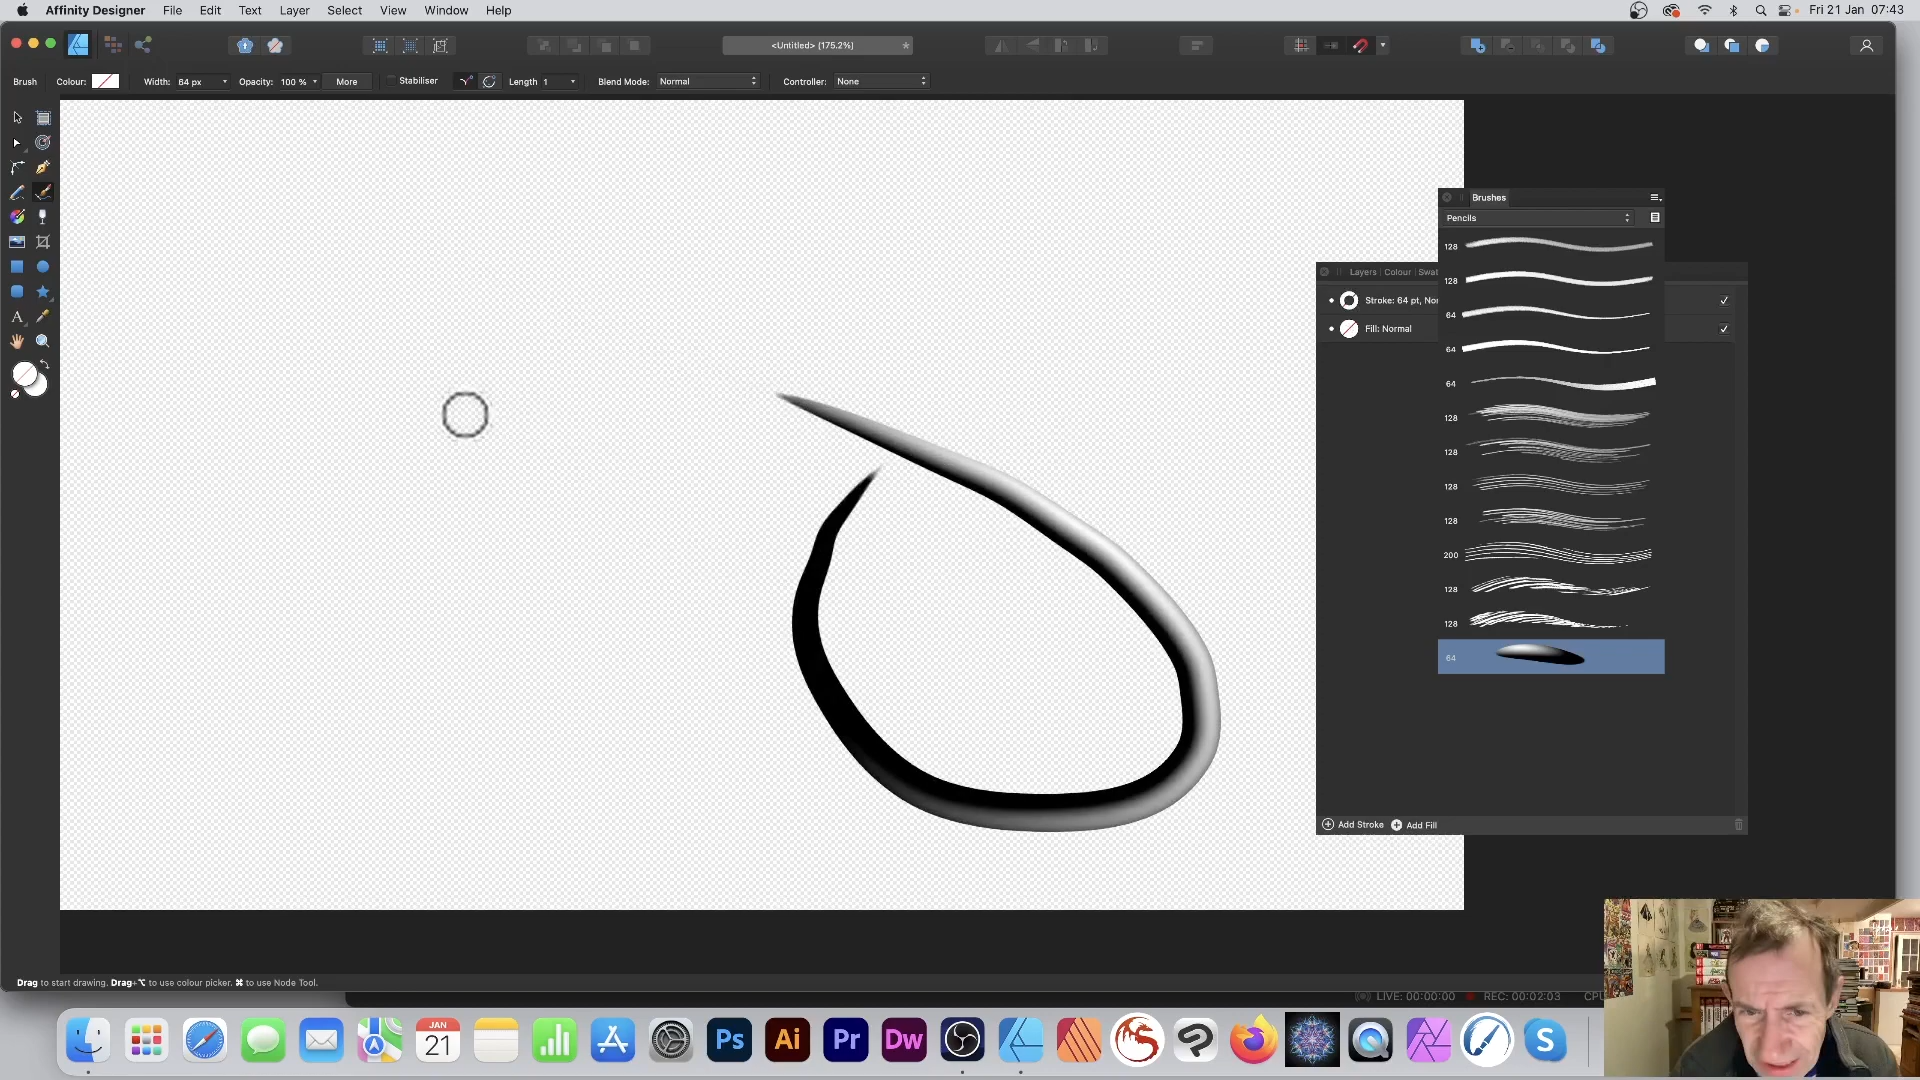 Affinity Designer File Edit Text Layer Select View Window Help Fri 21 Jan 07:43
<Untitled> (175.2%) *
Brush Colour: Width: 64 px Opacity: 100 % More Stabiliser Length 1 Blend Mode: Normal Controller: None
Brushes
Pencils
128
128
64
64
64
128
128
128
128
200
128
128
64
Layers Colour Swat
Stroke: 64 pt, Nor
Fill: Normal
A
Add Stroke Add Fill
Drag to start drawing. Drag+⌥ to use colour picker. ⌘ to use Node Tool.
LIVE: 00:00:00 REC: 00:02:03 CPU
JAN
21
Ps
Ai
Pr
Dw
S